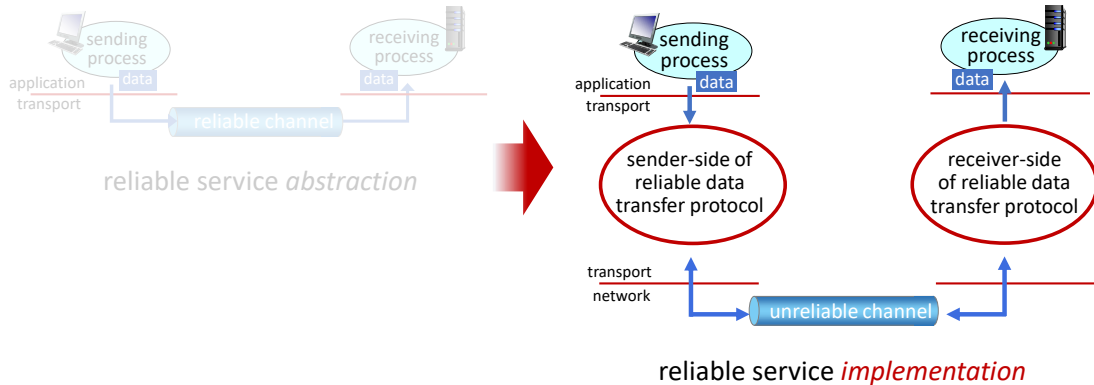 sending
process
data
application
transport
receiving
process
data
reliable channel
reliable service abstraction
sending
process
data
application
transport
receiving
process
data
sender-side of
reliable data
transfer protocol
receiver-side
of reliable data
transfer protocol
transport
network
unreliable channel
reliable service implementation